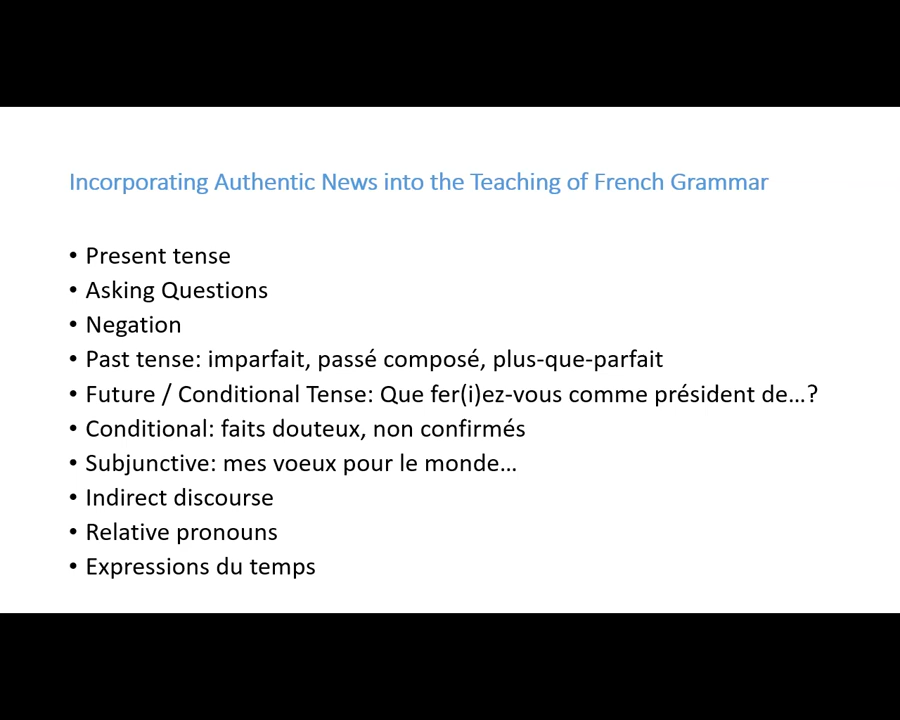 Incorporating Authentic News into the Teaching of French Grammar
• Present tense
• Asking Questions
• Negation
• Past tense: imparfait, passé composé, plus-que-parfait
• Future / Conditional Tense: Que fer(i)ez-vous comme président de…?
• Conditional: faits douteux, non confirmés
• Subjunctive: mes voeux pour le monde…
• Indirect discourse
• Relative pronouns
• Expressions du temps